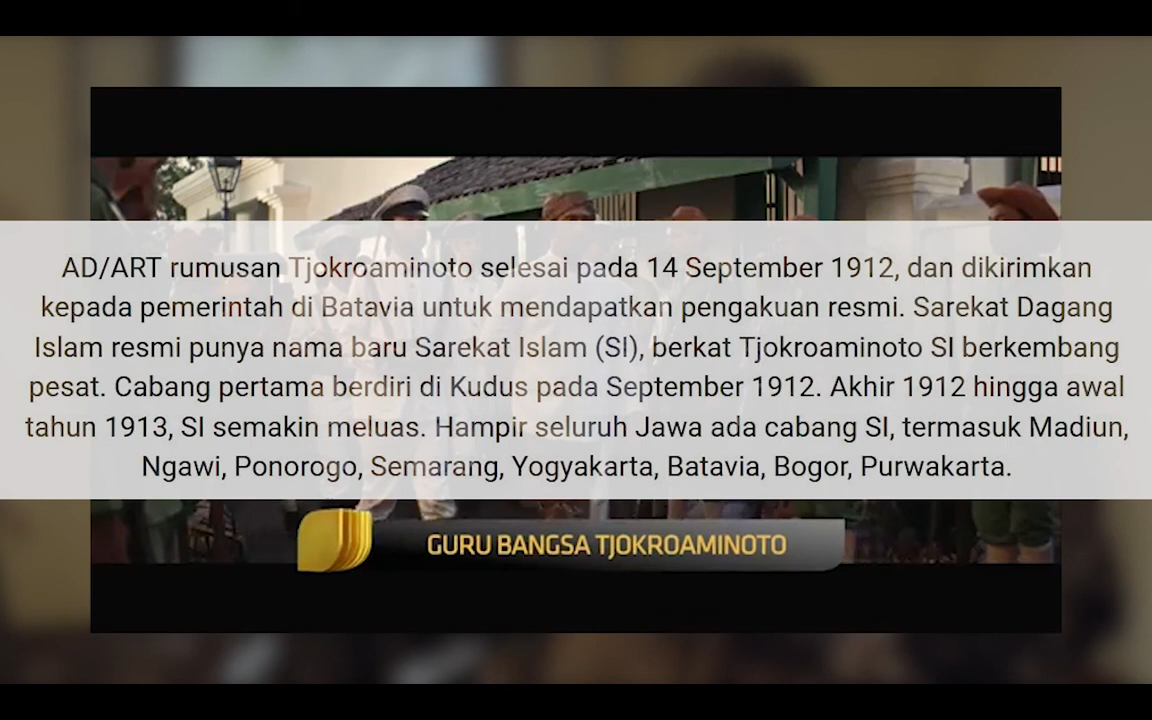 AD/ART rumusan Tjokroaminoto selesai pada 14 September 1912, dan dikirimkan
kepada pemerintah di Batavia untuk mendapatkan pengakuan resmi. Sarekat Dagang
Islam resmi punya nama baru Sarekat Islam (SI), berkat Tjokroaminoto SI berkembang
pesat. Cabang pertama berdiri di Kudus pada September 1912. Akhir 1912 hingga awal
tahun 1913, SI semakin meluas. Hampir seluruh Jawa ada cabang SI, termasuk Madiun,
Ngawi, Ponorogo, Semarang, Yogyakarta, Batavia, Bogor, Purwakarta.
GURU BANGSA TJOKROAMINOTO